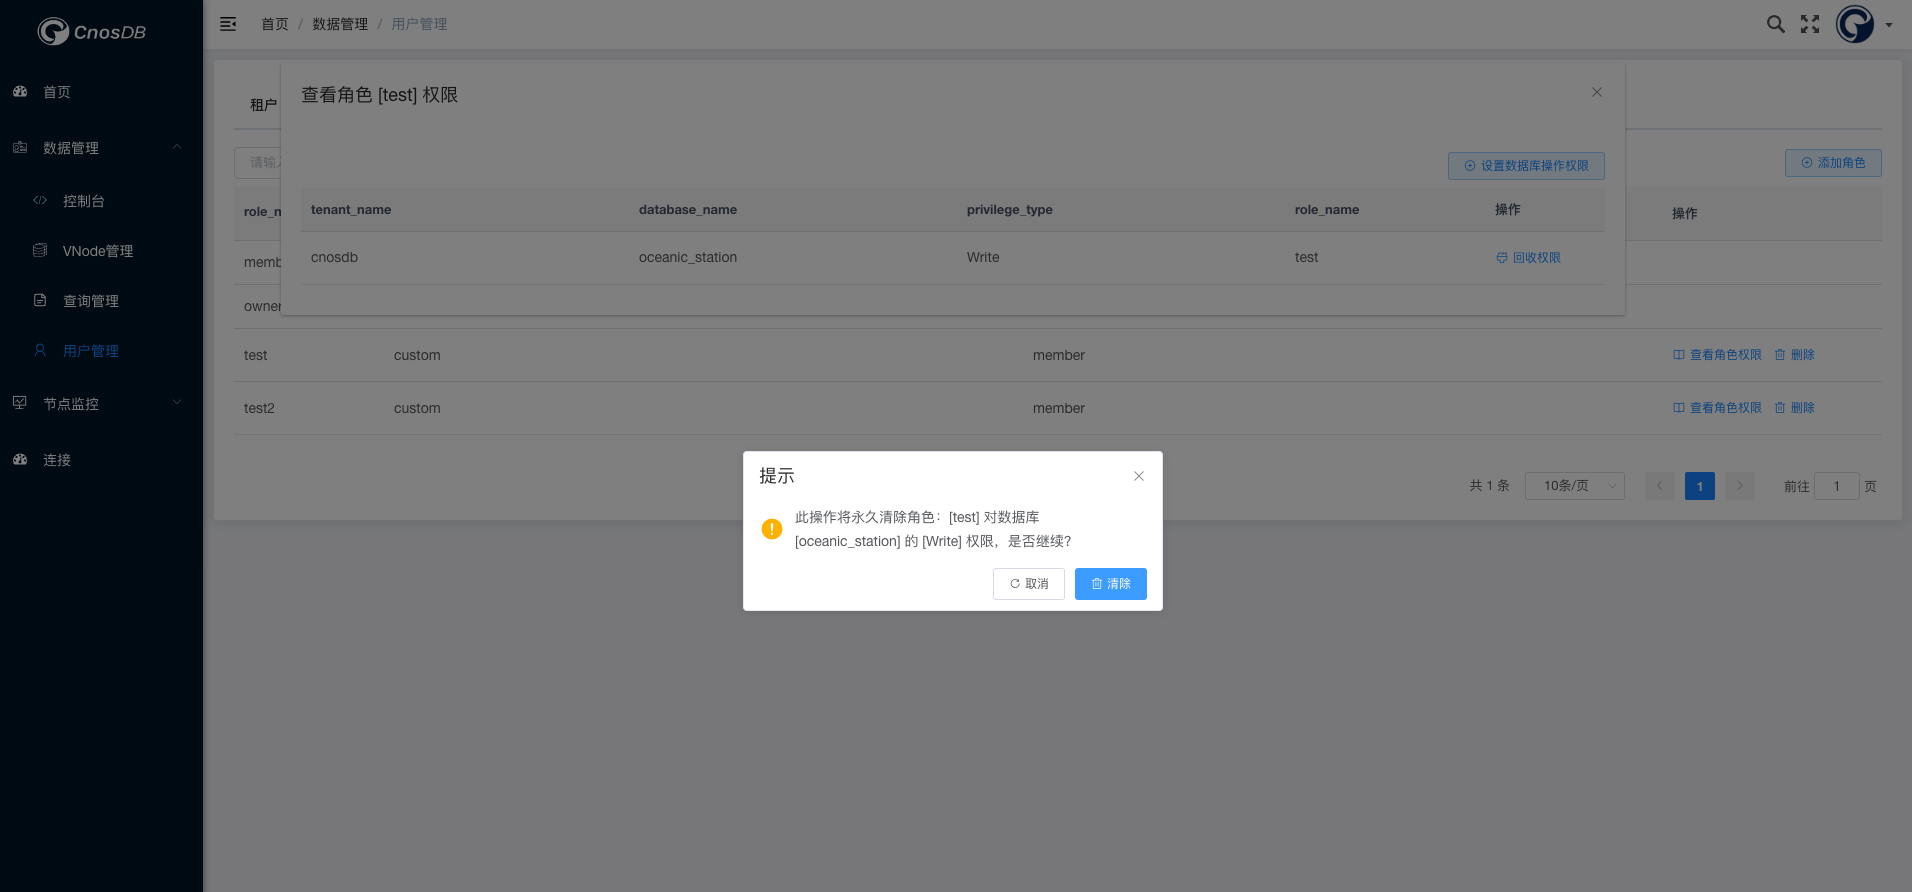 CnosDB
首页
数据管理
控制台
VNode管理
查询管理
用户管理
节点监控
连接
首页 / 数据管理 / 用户管理
租户
查看角色 [test] 权限
请输入
设置数据库操作权限
添加角色
role_n
tenant_name database_name privilege_type role_name 操作
操作
cnosdb oceanic_station Write test 回收权限
memb
owner
test custom member 查看角色权限 删除
test2 custom member 查看角色权限 删除
共 1 条 10条/页 1 前往 1 页
提示
此操作将永久清除角色：[test] 对数据库
[oceanic_station] 的 [Write] 权限，是否继续?
取消 清除